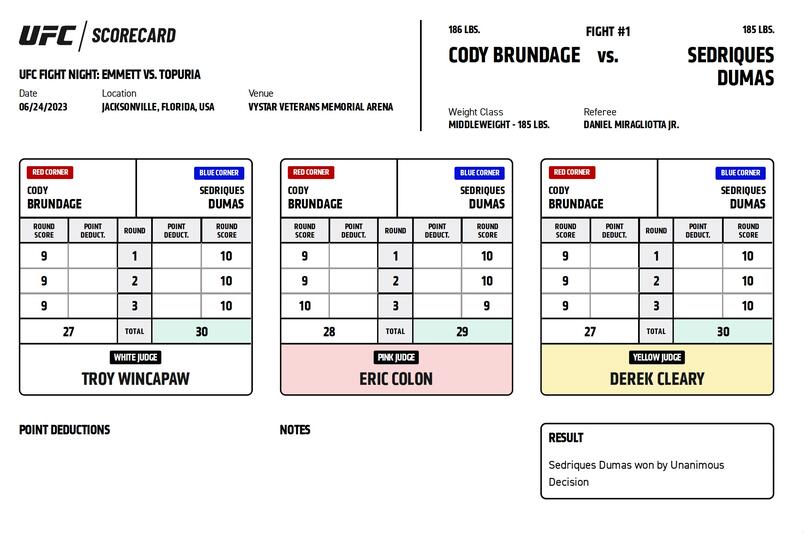 UFC SCORECARD
UFC FIGHT NIGHT: EMMETT VS. TOPURIA
Date Location Venue
06/24/2023 JACKSONVILLE, FLORIDA, USA VYSTAR VETERANS MEMORIAL ARENA
186 LBS. FIGHT #1 185 LBS.
CODY BRUNDAGE vs. SEDRIQUES
DUMAS
Weight Class Referee
MIDDLEWEIGHT - 185 LBS. DANIEL MIRAGLIOTTA JR.
RED CORNER BLUE CORNER
CODY SEDRIQUES
BRUNDAGE DUMAS
ROUND POINT ROUND POINT ROUND
SCORE DEDUCT. DEDUCT. SCORE
9 1 10
9 2 10
9 3 10
27 TOTAL 30
WHITE JUDGE
TROY WINCAPAW
RED CORNER BLUE CORNER
CODY SEDRIQUES
BRUNDAGE DUMAS
ROUND POINT ROUND POINT ROUND
SCORE DEDUCT. DEDUCT. SCORE
9 1 10
9 2 10
10 3 9
28 TOTAL 29
PINK JUDGE
ERIC COLON
RED CORNER BLUE CORNER
CODY SEDRIQUES
BRUNDAGE DUMAS
ROUND POINT ROUND POINT ROUND
SCORE DEDUCT. DEDUCT. SCORE
9 1 10
9 2 10
9 3 10
27 TOTAL 30
YELLOW JUDGE
DEREK CLEARY
POINT DEDUCTIONS
NOTES
RESULT
Sedriques Dumas won by Unanimous
Decision